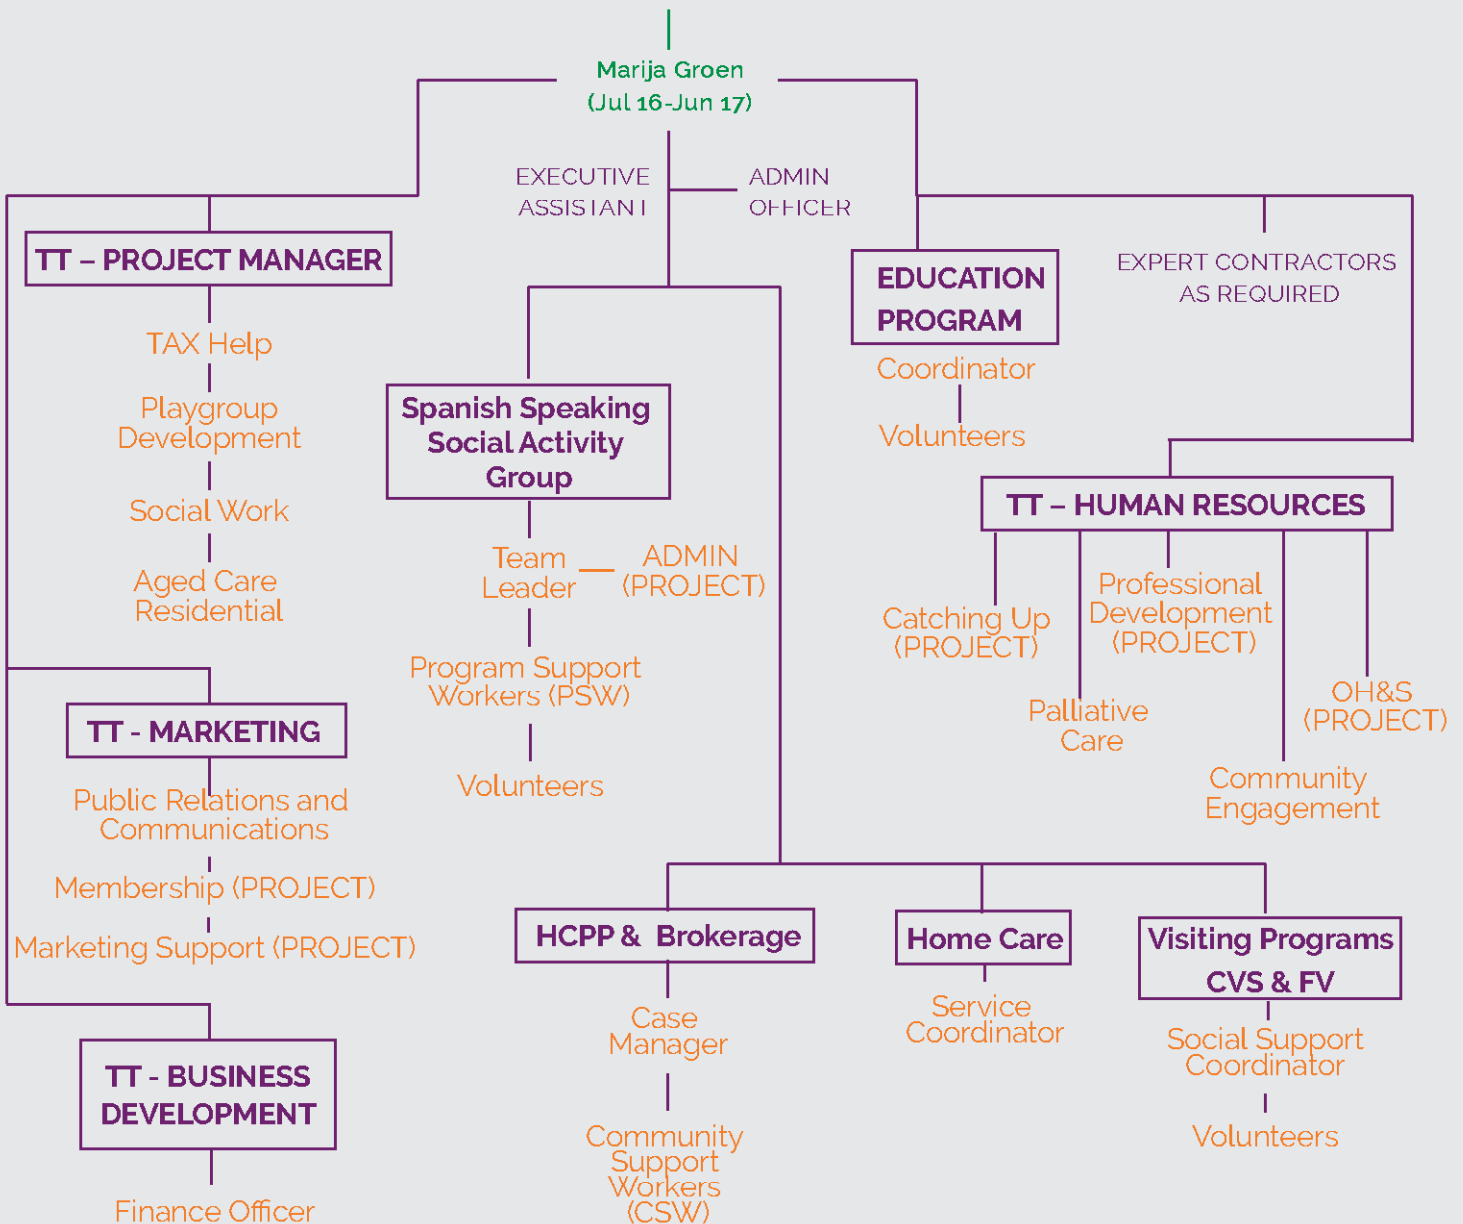 Marija Groen
(Jul 16-Jun 17)
EXECUTIVE
ASSISTANT
ADMIN
OFFICER
TT – PROJECT MANAGER
TAX Help
Playgroup
Development
Social Work
Aged Care
Residential
TT - MARKETING
Public Relations and
Communications
Membership (PROJECT)
Marketing Support (PROJECT)
TT - BUSINESS
DEVELOPMENT
Finance Officer
Spanish Speaking
Social Activity
Group
Team
Leader
ADMIN
(PROJECT)
Program Support
Workers (PSW)
Volunteers
EDUCATION
PROGRAM
Coordinator
Volunteers
EXPERT CONTRACTORS
AS REQUIRED
TT – HUMAN RESOURCES
Catching Up
(PROJECT)
Palliative
Care
Professional
Development
(PROJECT)
Community
Engagement
OH&S
(PROJECT)
HCPP & Brokerage
Case
Manager
Community
Support
Workers
(CSW)
Home Care
Service
Coordinator
Visiting Programs
CVS & FV
Social Support
Coordinator
Volunteers